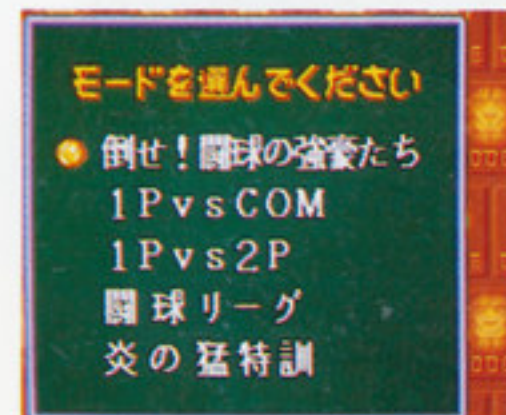 モードを選んでください
倒せ！闘球の強豪たち
1PvsCOM
1Pvs2P
闘球リーグ
炎の猛特訓